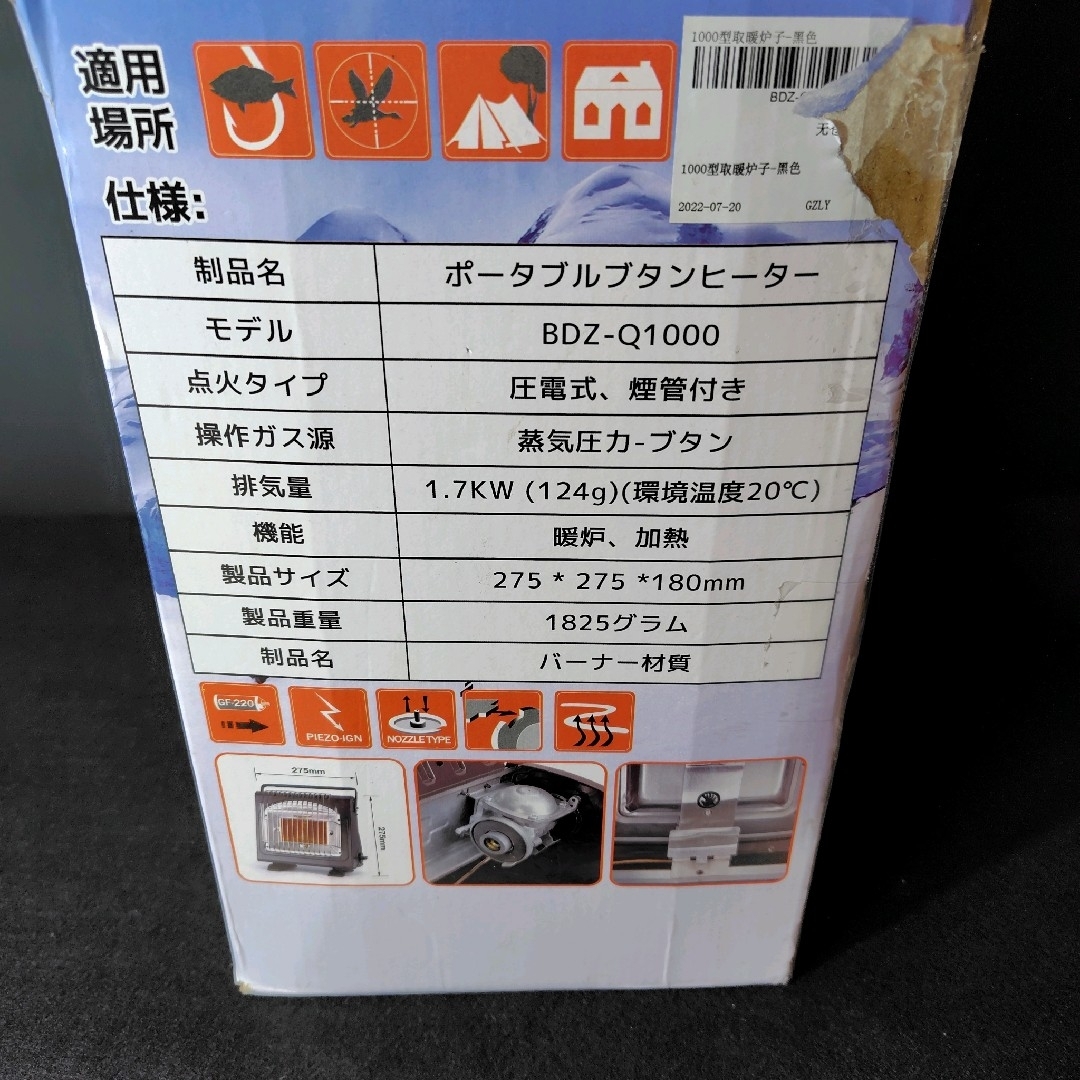 適用
場所
1000型取暖炉子-黑色
1000型取暖炉子-黑色
2022-07-20 GZLY
仕様:
制品名 ポータブルブタンヒーター
モデル BDZ-Q1000
点火タイプ 圧電式、煙管付き
操作ガス源 蒸気圧力-ブタン
排気量 1.7KW (124g)(環境温度20℃)
機能 暖炉、加熱
製品サイズ 275 * 275 *180mm
製品重量 1825グラム
制品名 バーナー材質
GF-220
PIEZO-IGN
NOZZLE TYPE
275mm
275mm